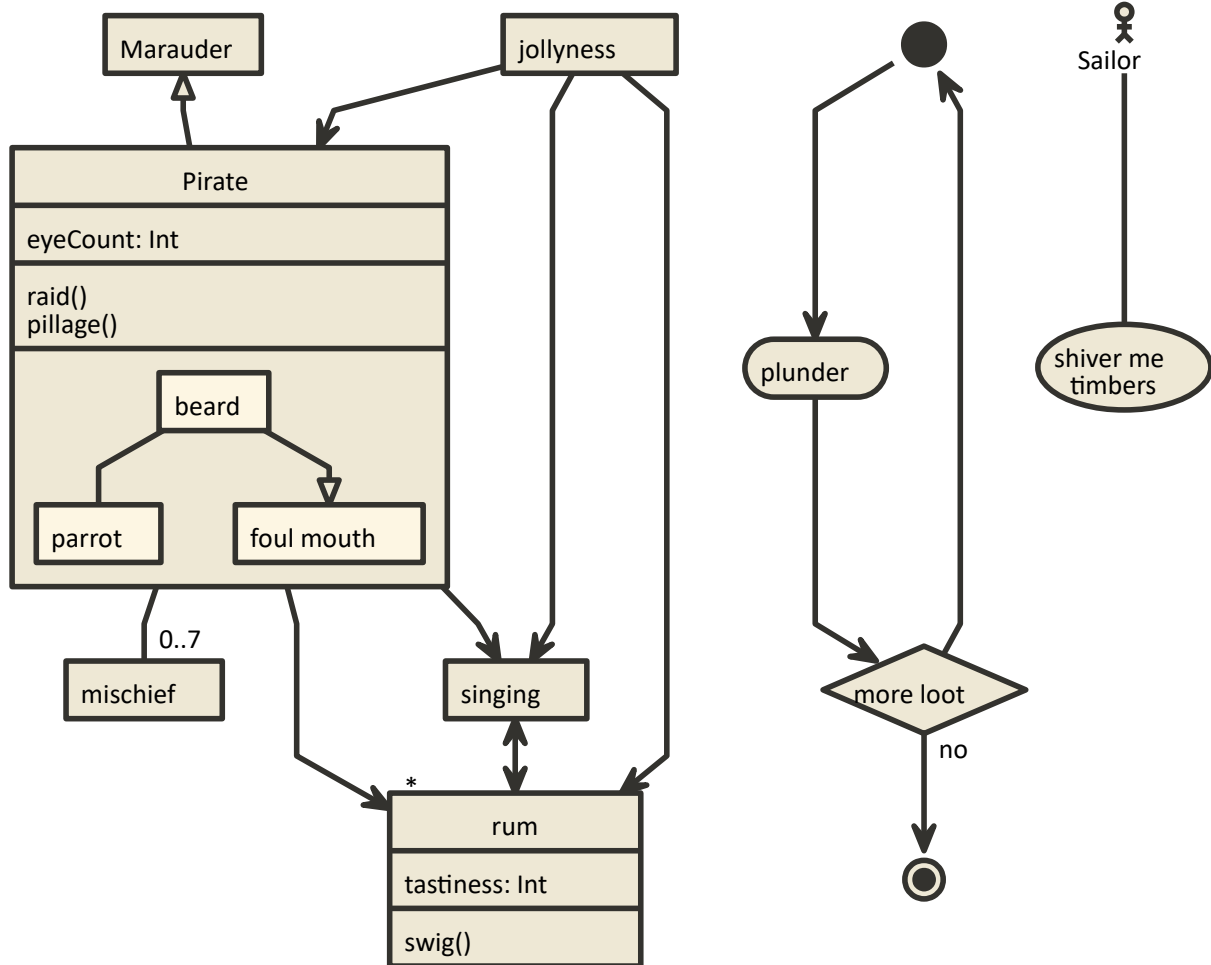 Marauder
jollyness
Sailor
Pirate
eyeCount: Int
raid()
pillage()
beard
parrot
foul mouth
plunder
shiver me
timbers
0..7
mischief
singing
more loot
no
*
rum
tastiness: Int
swig()